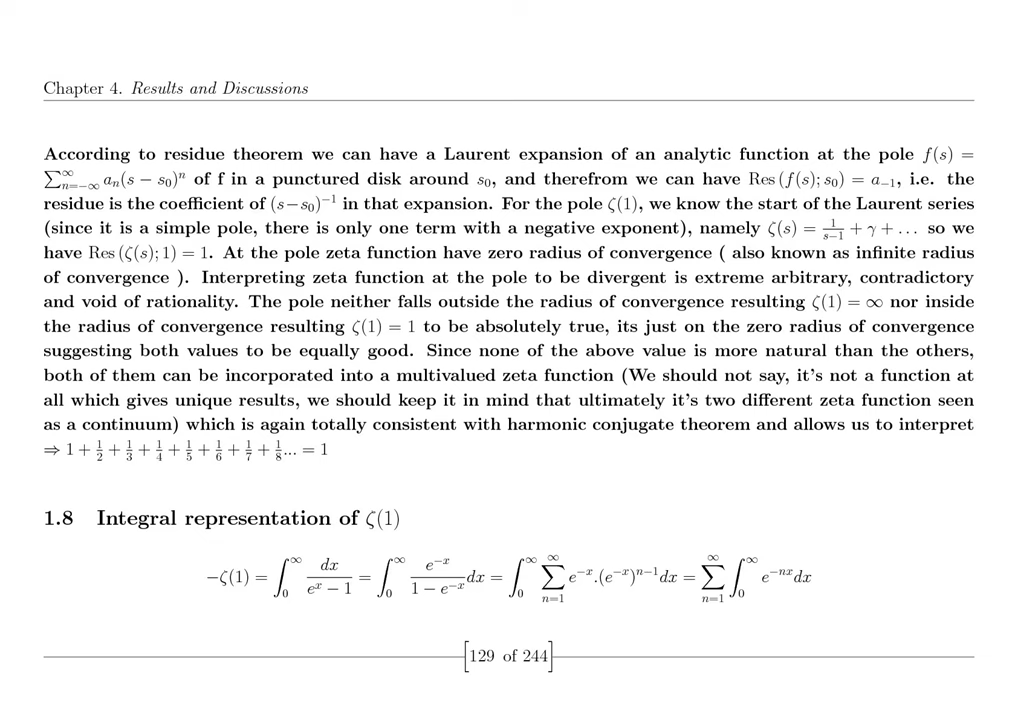 Chapter 4. Results and Discussions
According to residue theorem we can have a Laurent expansion of an analytic function at the pole f(s) =
∑_{n=−∞}^{∞} a_n(s − s_0)^n of f in a punctured disk around s_0, and therefrom we can have Res (f(s); s_0) = a_{−1}, i.e. the
residue is the coefficient of (s−s_0)^{−1} in that expansion. For the pole ζ(1), we know the start of the Laurent series
(since it is a simple pole, there is only one term with a negative exponent), namely ζ(s) = 1/(s−1) + γ + . . . so we
have Res (ζ(s); 1) = 1. At the pole zeta function have zero radius of convergence ( also known as infinite radius
of convergence ). Interpreting zeta function at the pole to be divergent is extreme arbitrary, contradictory
and void of rationality. The pole neither falls outside the radius of convergence resulting ζ(1) = ∞ nor inside
the radius of convergence resulting ζ(1) = 1 to be absolutely true, its just on the zero radius of convergence
suggesting both values to be equally good. Since none of the above value is more natural than the others,
both of them can be incorporated into a multivalued zeta function (We should not say, it's not a function at
all which gives unique results, we should keep it in mind that ultimately it's two different zeta function seen
as a continuum) which is again totally consistent with harmonic conjugate theorem and allows us to interpret
⇒ 1 + 1/2 + 1/3 + 1/4 + 1/5 + 1/6 + 1/7 + 1/8... = 1
1.8 Integral representation of ζ(1)
−ζ(1) = ∫_0^∞ dx/(e^x − 1) = ∫_0^∞ e^{−x}/(1 − e^{−x}) dx = ∫_0^∞ ∑_{n=1}^∞ e^{−x}.(e^{−x})^{n−1}dx = ∑_{n=1}^∞ ∫_0^∞ e^{−nx}dx
[129 of 244]